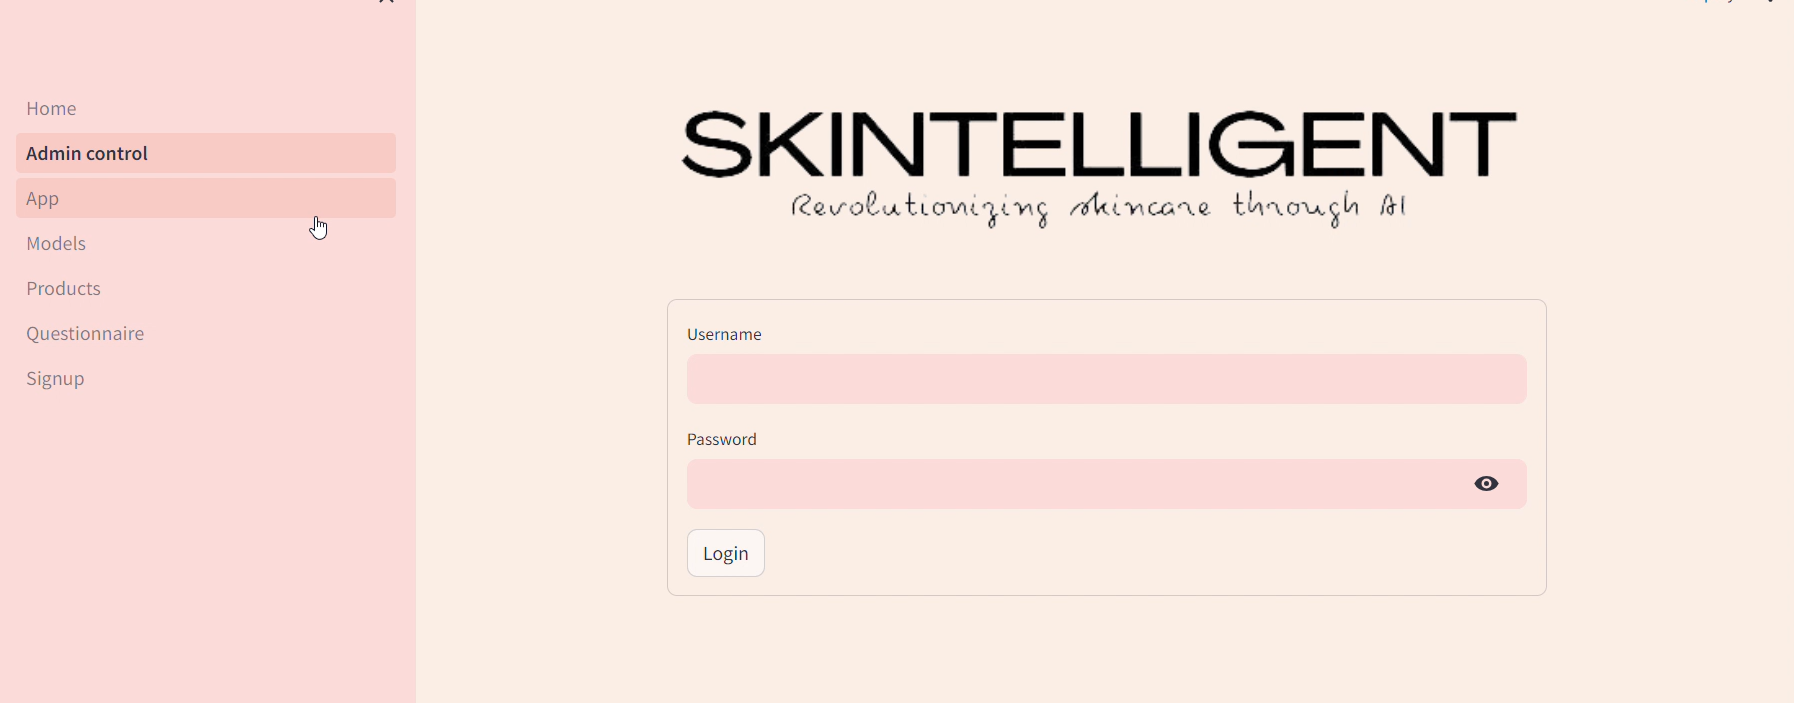 Home
Admin control
App
Models
Products
Questionnaire
Signup
SKINTELLIGENT
Revolutionizing skincare through AI
Username
Password
Login